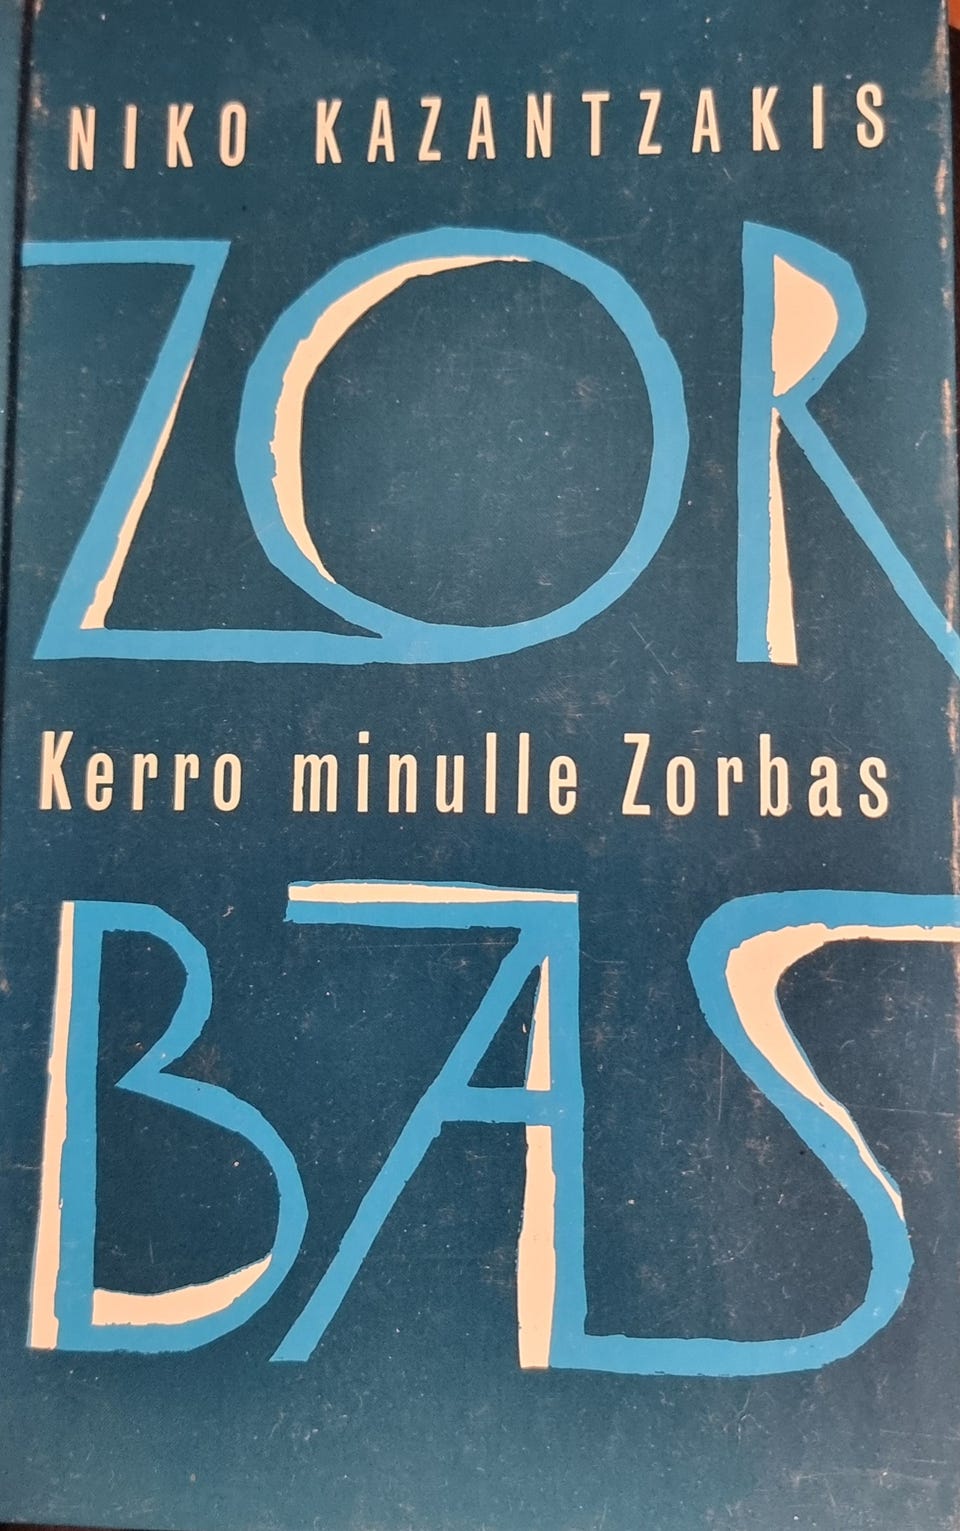 NIKO KAZANTZAKIS
ZOR
Kerro minulle Zorbas
BAS